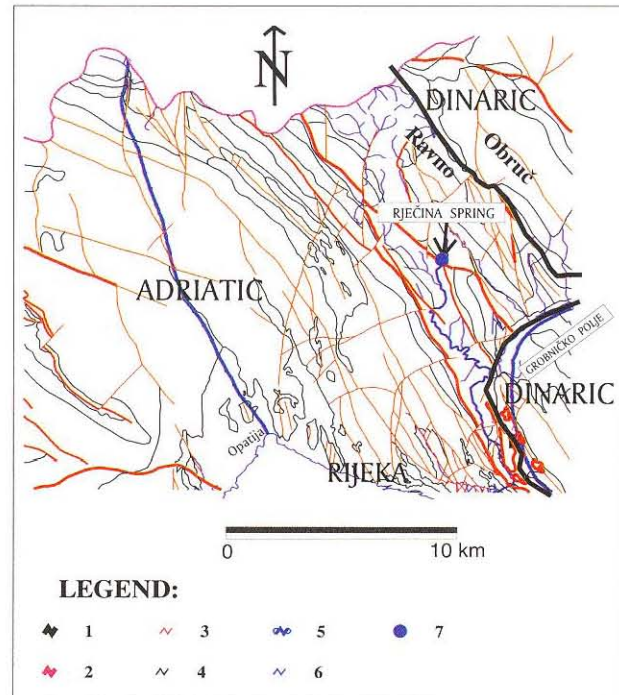 N
DINARIC
Ravno
Obruč
RJEČINA SPRING
ADRIATIC
GROBNIČKO POLJE
DINARIC
Opatija
RIJEKA
0 10 km
LEGEND:
1 3 5 7
2 4 6